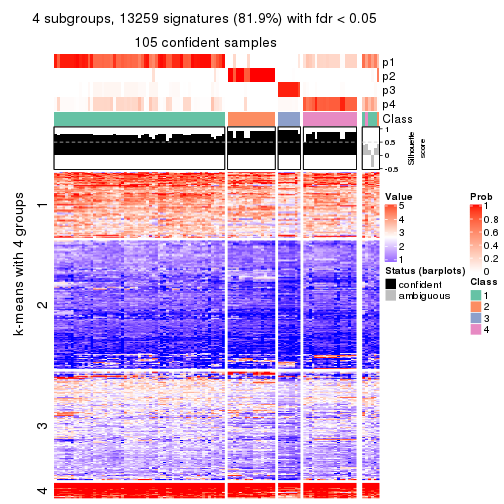 4 subgroups, 13259 signatures (81.9%) with fdr < 0.05
105 confident samples
p1
p2
p3
p4
Class
1
0.5
0
-0.5
Silhouette
score
k-means with 4 groups
1
2
3
4
Value
5
4
3
2
1
Status (barplots)
confident
ambiguous
Prob
1
0.8
0.6
0.4
0.2
0
Class
1
2
3
4